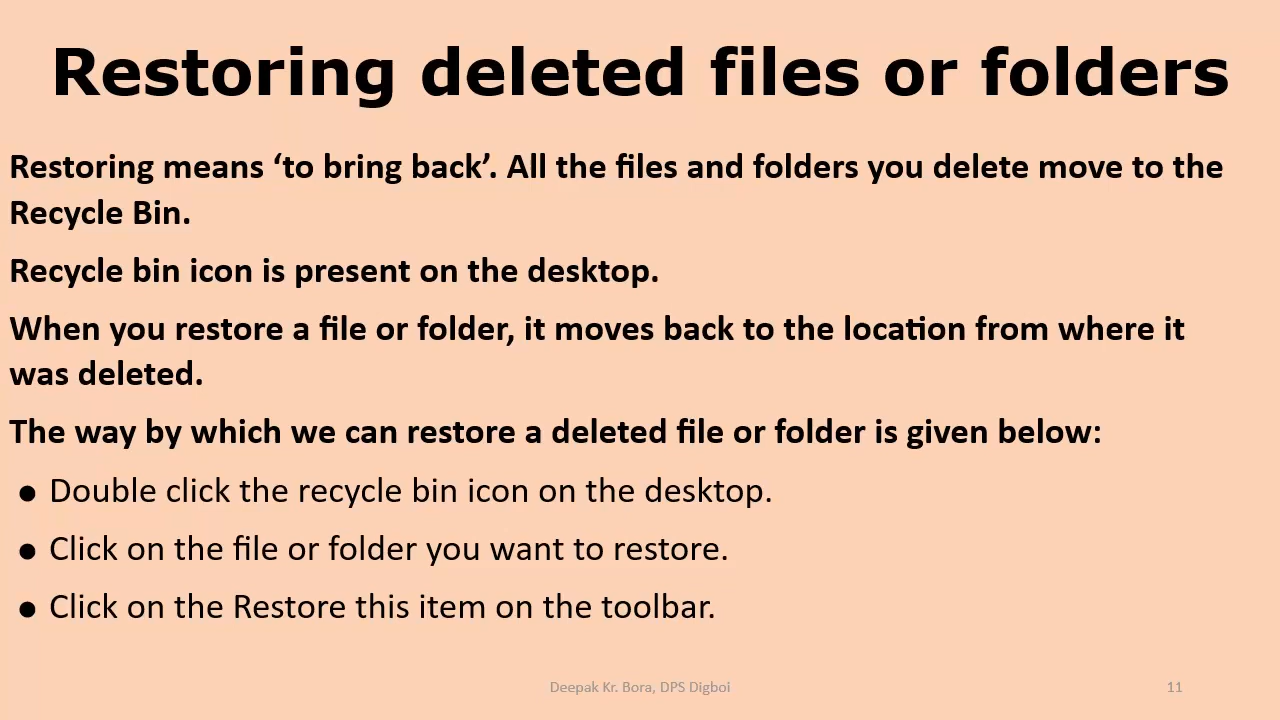 Restoring deleted files or folders
Restoring means ‘to bring back’. All the files and folders you delete move to the
Recycle Bin.
Recycle bin icon is present on the desktop.
When you restore a file or folder, it moves back to the location from where it
was deleted.
The way by which we can restore a deleted file or folder is given below:
● Double click the recycle bin icon on the desktop.
● Click on the file or folder you want to restore.
● Click on the Restore this item on the toolbar.
Deepak Kr. Bora, DPS Digboi
11